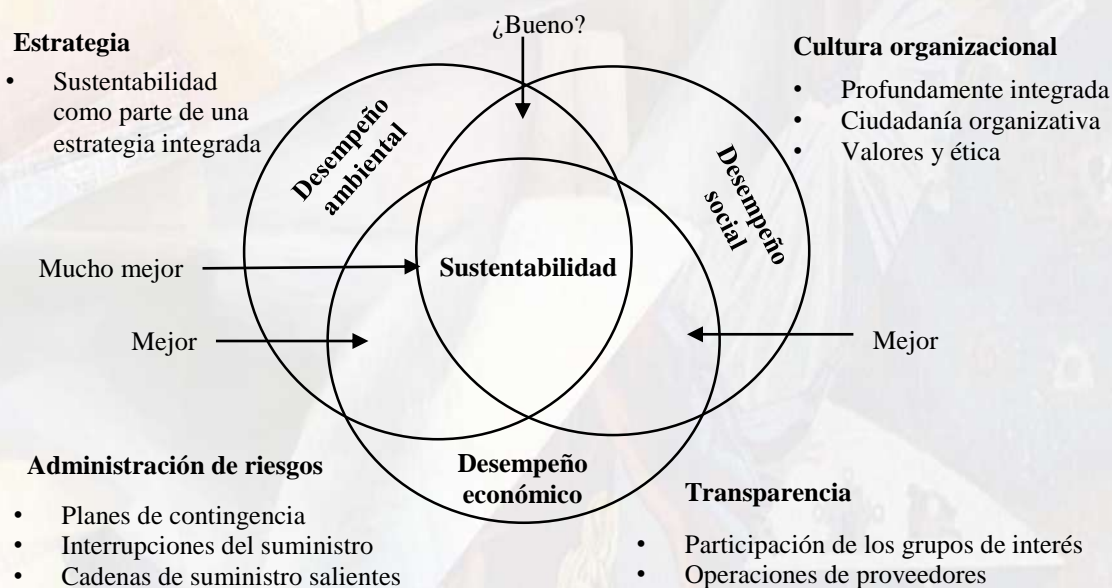 ¿Bueno?
Estrategia
• Sustentabilidad
como parte de una
estrategia integrada
Cultura organizacional
• Profundamente integrada
• Ciudadanía organizativa
• Valores y ética
Desempeño
ambiental
Desempeño
social
Mucho mejor
Sustentabilidad
Mejor
Mejor
Desempeño
económico
Administración de riesgos
• Planes de contingencia
• Interrupciones del suministro
• Cadenas de suministro salientes
Transparencia
• Participación de los grupos de interés
• Operaciones de proveedores